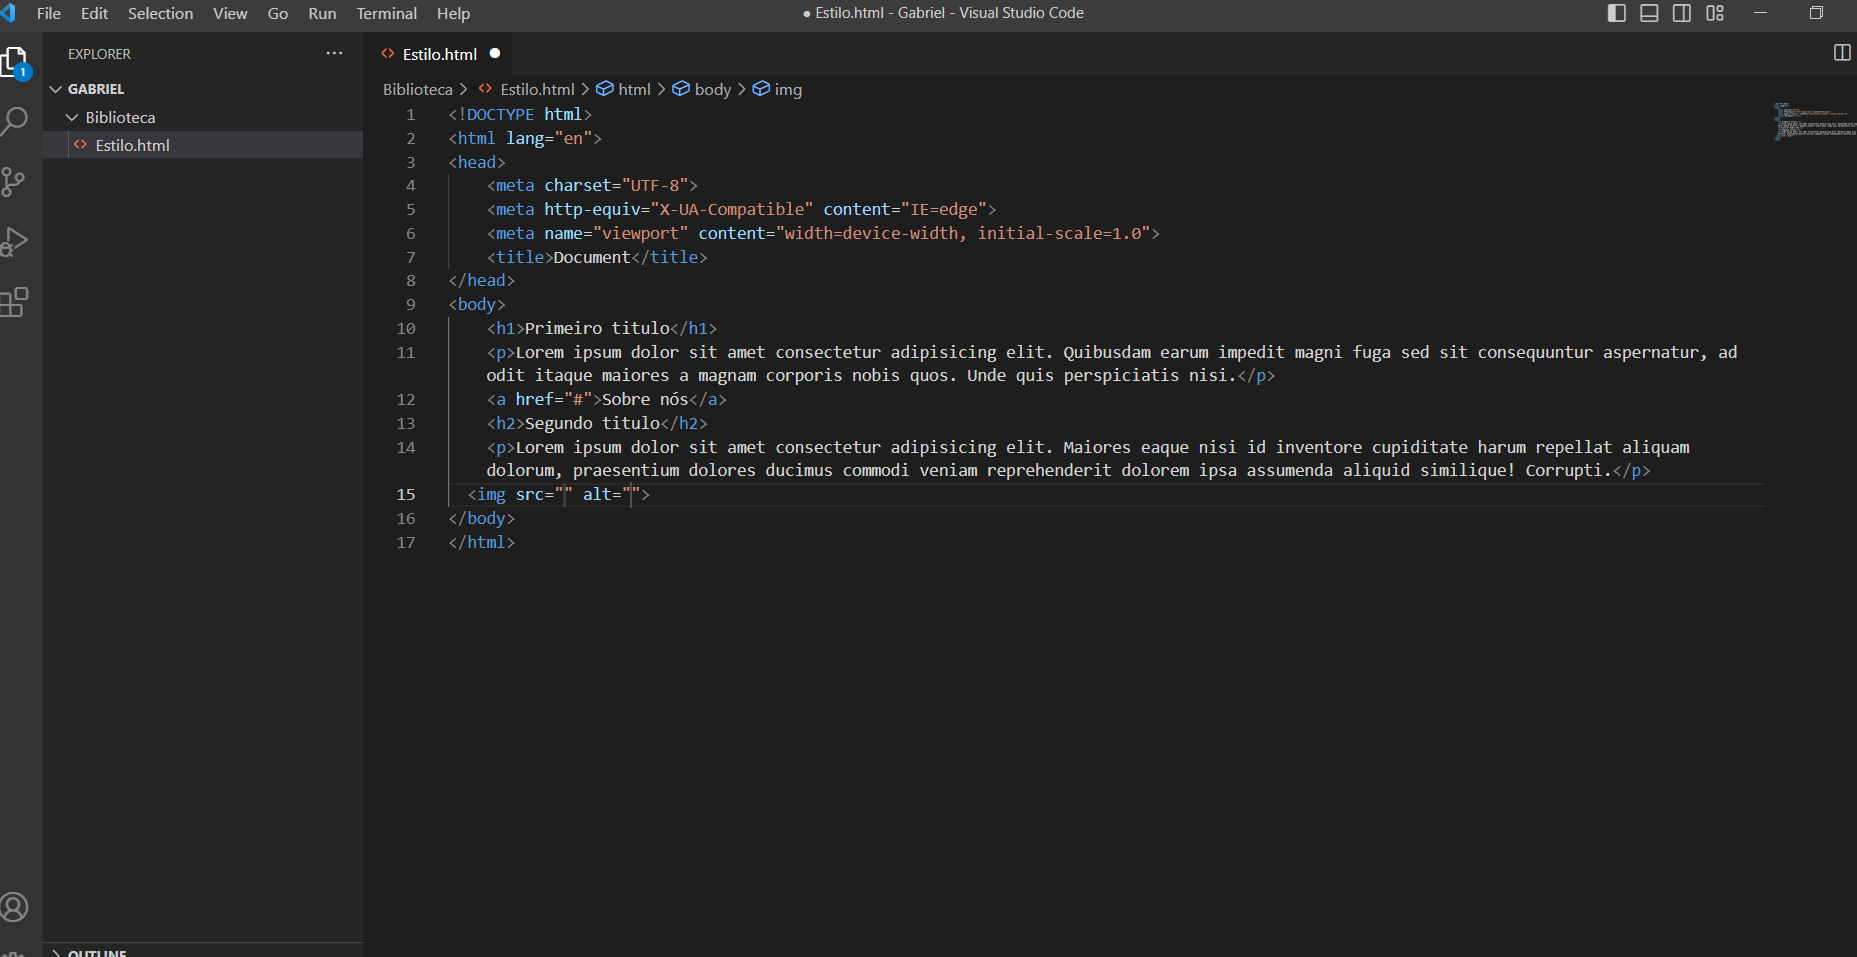 File Edit Selection View Go Run Terminal Help
● Estilo.html - Gabriel - Visual Studio Code
EXPLORER
1
GABRIEL
Biblioteca
Estilo.html
OUTLINE
Estilo.html
Biblioteca > Estilo.html > html > body > img
1 <!DOCTYPE html>
2 <html lang="en">
3 <head>
4 <meta charset="UTF-8">
5 <meta http-equiv="X-UA-Compatible" content="IE=edge">
6 <meta name="viewport" content="width=device-width, initial-scale=1.0">
7 <title>Document</title>
8 </head>
9 <body>
10 <h1>Primeiro titulo</h1>
11 <p>Lorem ipsum dolor sit amet consectetur adipisicing elit. Quibusdam earum impedit magni fuga sed sit consequuntur aspernatur, ad
odit itaque maiores a magnam corporis nobis quos. Unde quis perspiciatis nisi.</p>
12 <a href="#">Sobre nós</a>
13 <h2>Segundo titulo</h2>
14 <p>Lorem ipsum dolor sit amet consectetur adipisicing elit. Maiores eaque nisi id inventore cupiditate harum repellat aliquam
dolorum, praesentium dolores ducimus commodi veniam reprehenderit dolorem ipsa assumenda aliquid similique! Corrupti.</p>
15 <img src="" alt="">
16 </body>
17 </html>